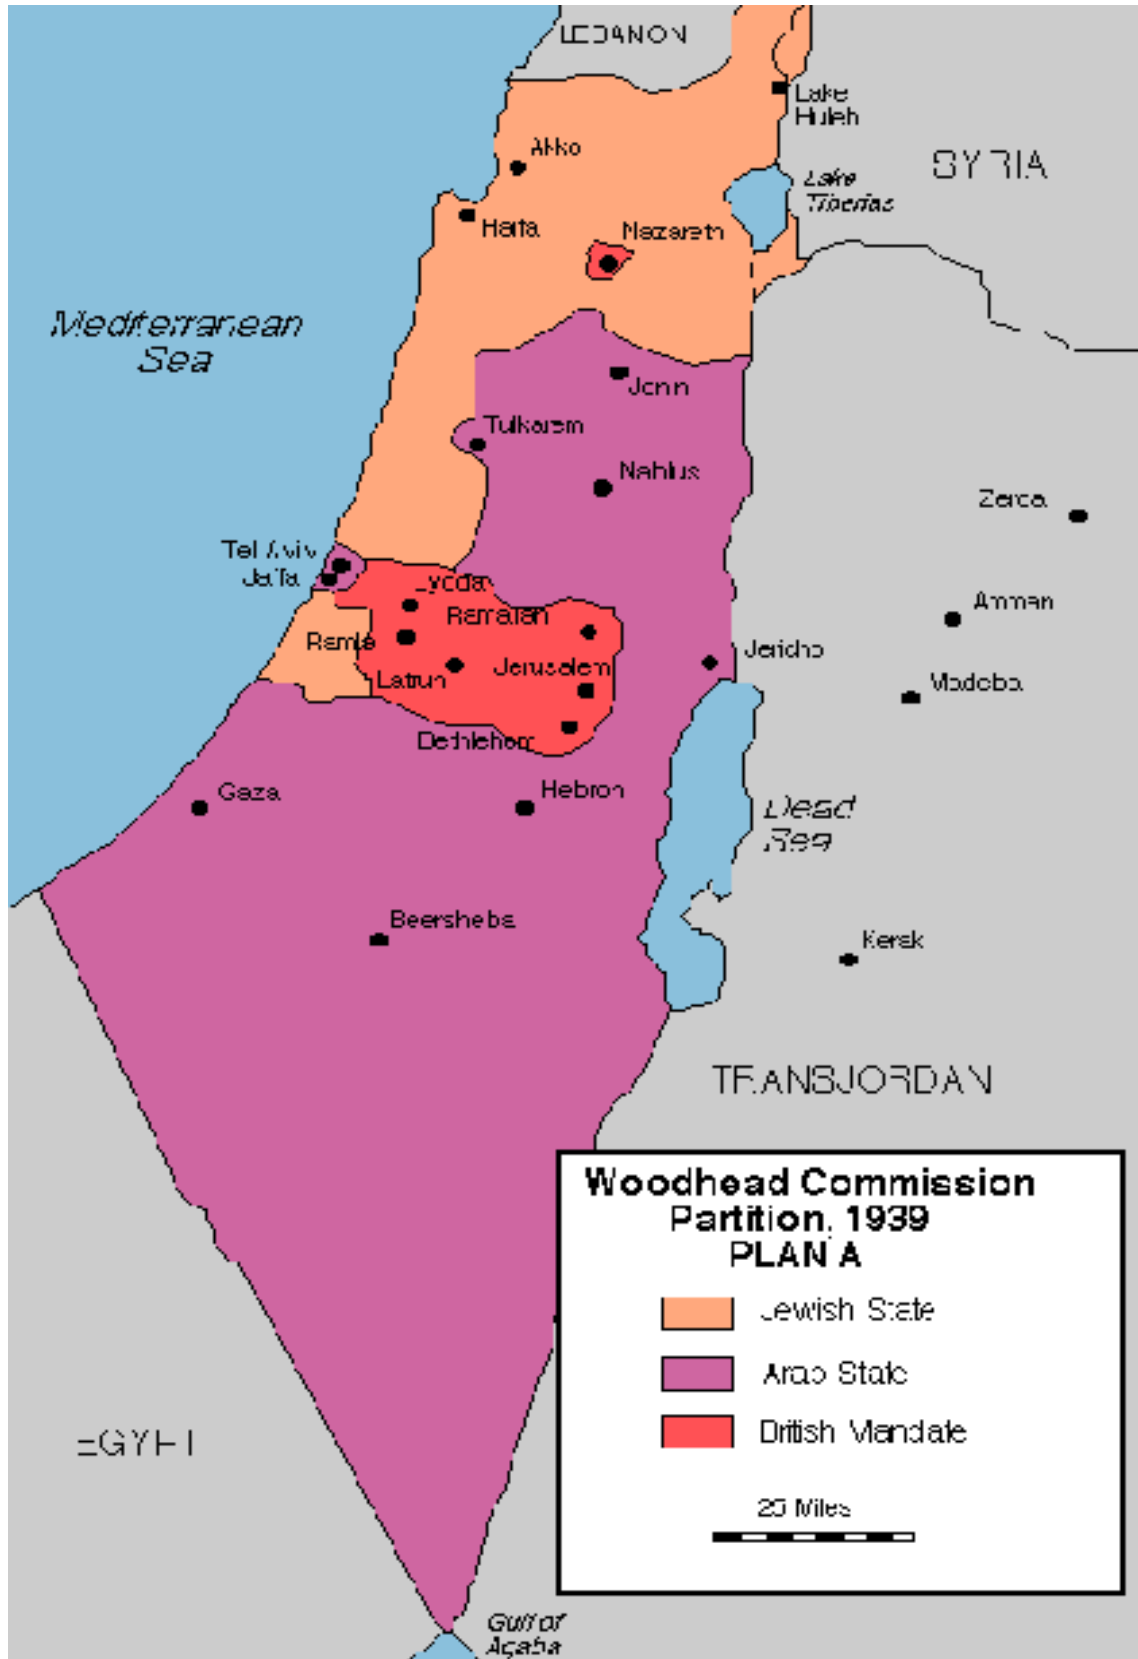 LEBANON
Lake
Huleh
SYRIA
Akko
Lake
Tiberias
Haifa
Nazareth
Mediterranean
Sea
Jenin
Tulkarem
Nablus
Zerqa
Tel Aviv
Jaffa
Lydda
Amman
Ramallah
Ramle
Jericho
Jerusalem
Latrun
Madeba
Bethlehem
Gaza
Hebron
Dead
Sea
Beersheba
Kerak
TRANSJORDAN
Woodhead Commission
Partition, 1939
PLAN A
Jewish State
Arab State
British Mandate
EGYPT
25 Miles
Gulf of
Aqaba